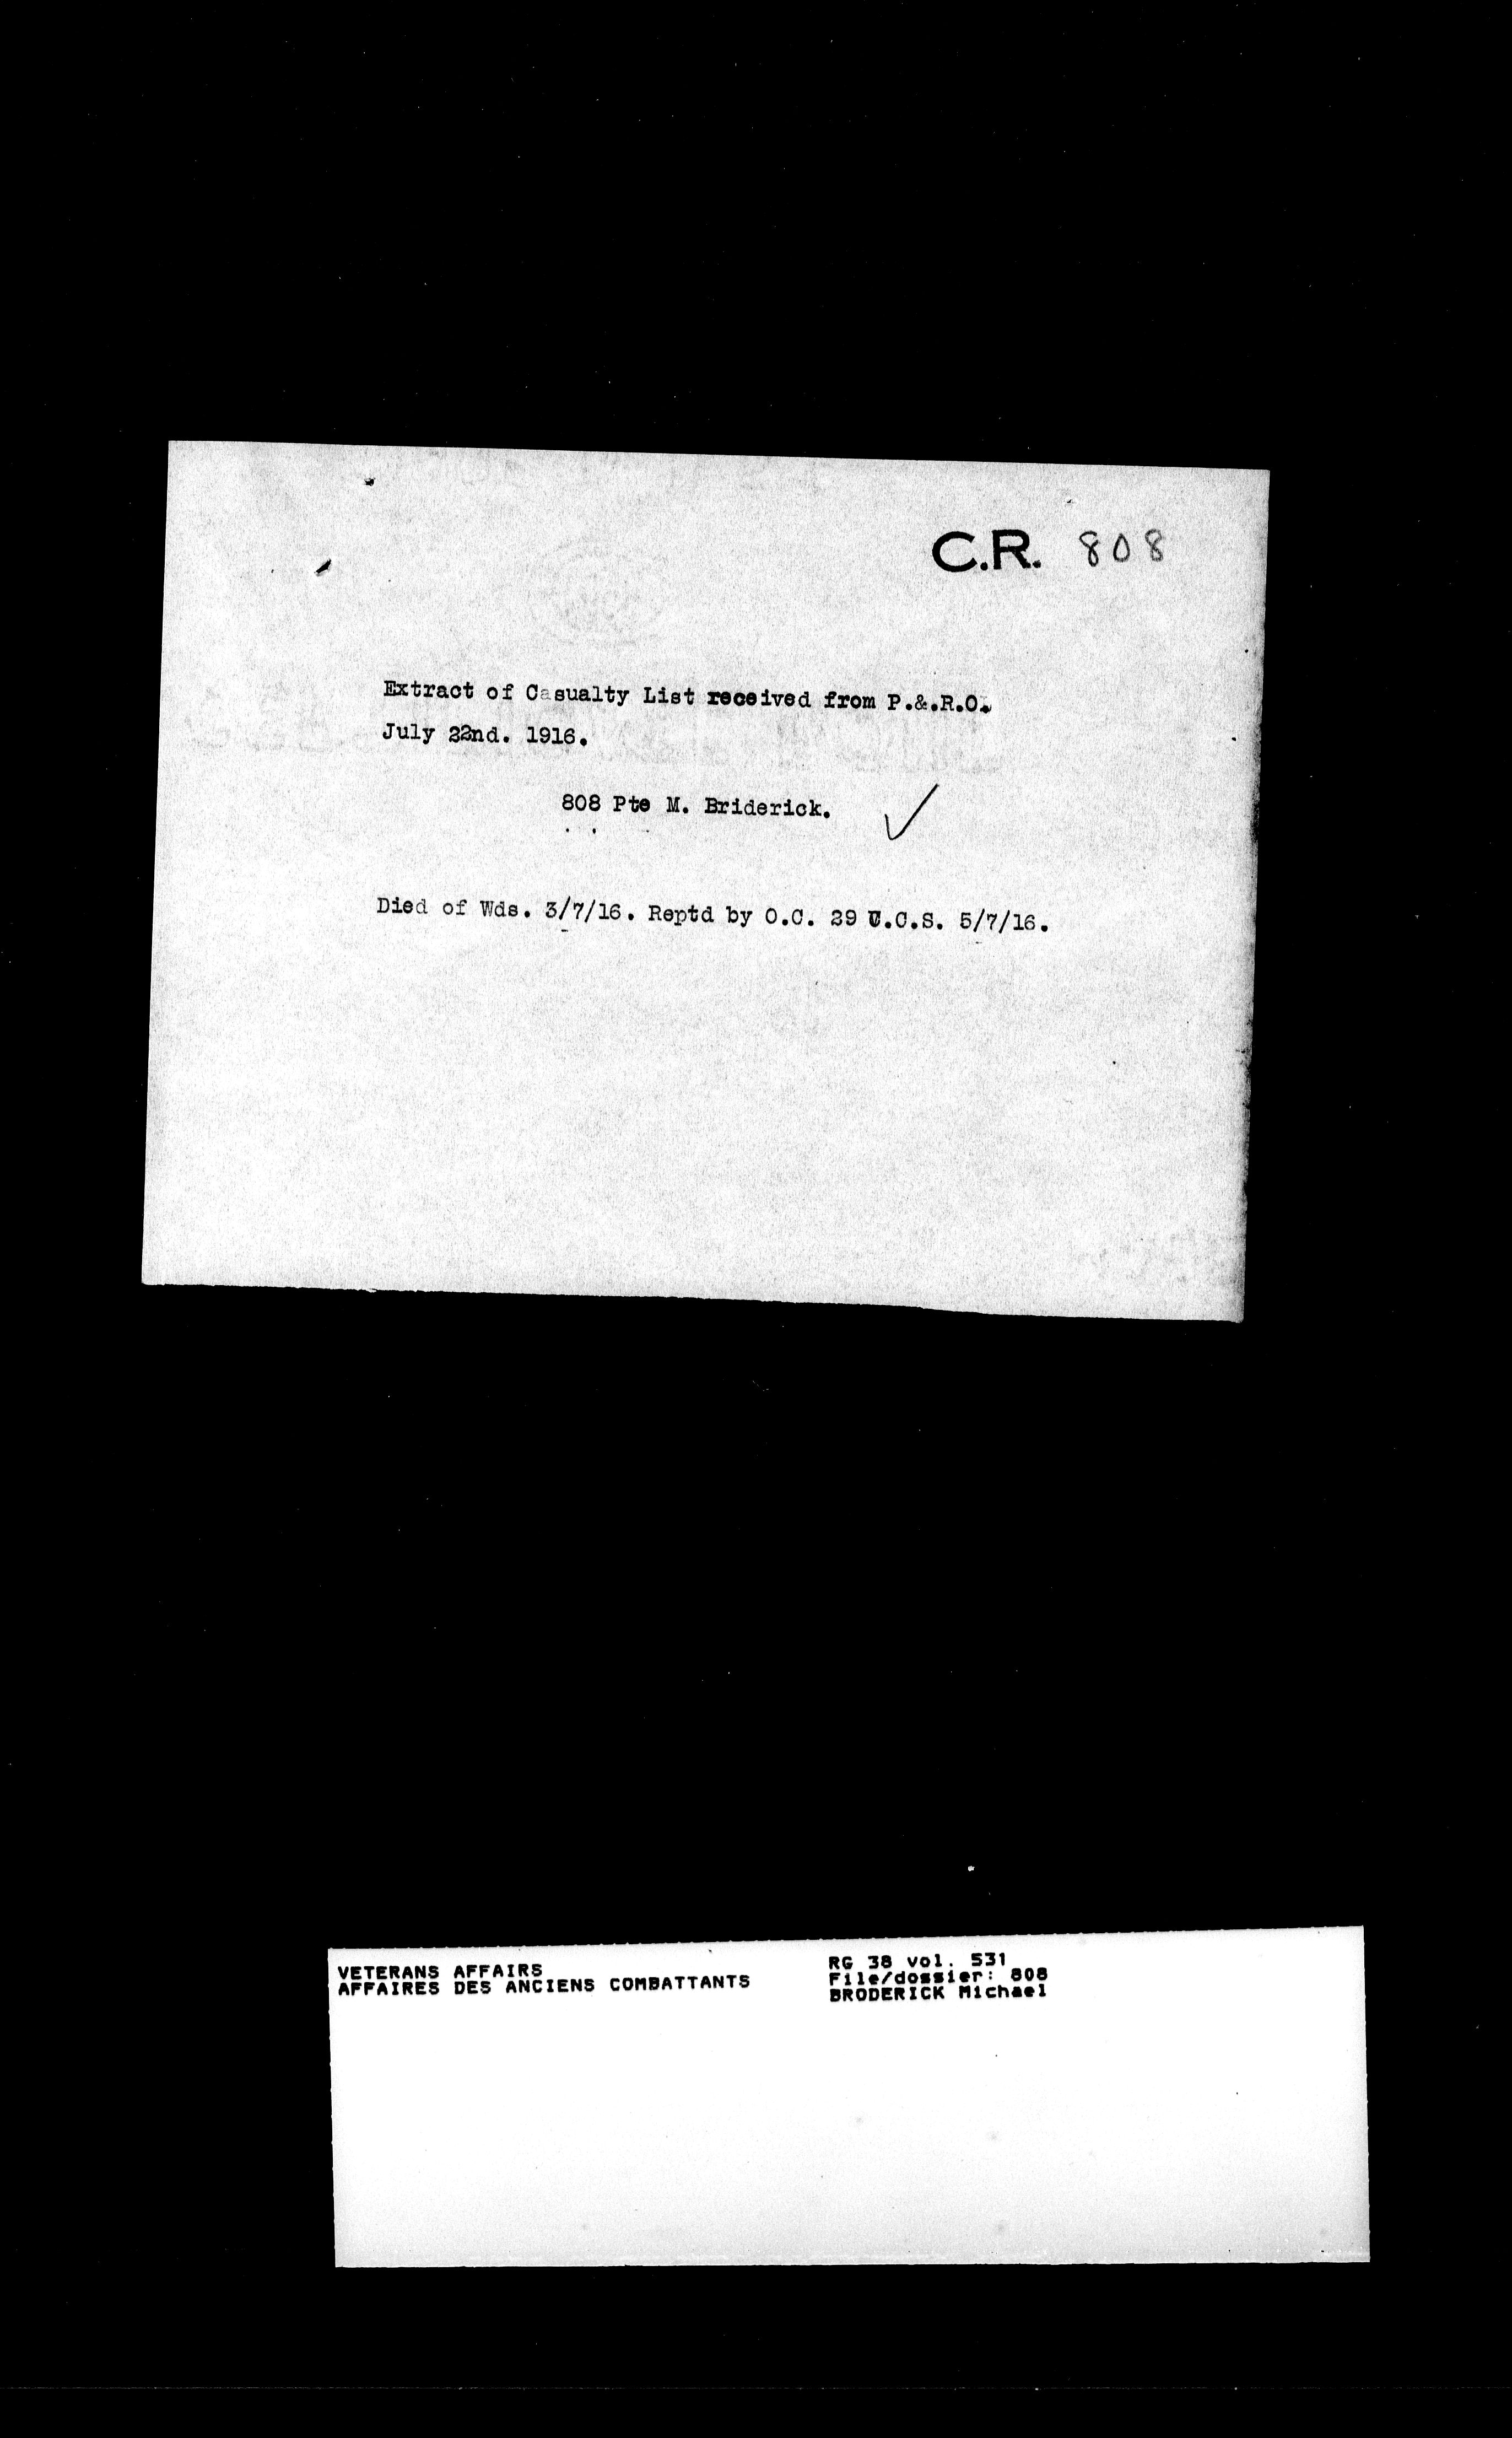 C.R. 808
Extract of Casualty List received from P.&.R.O.
July 22nd. 1916.
808 Pte M. Briderick.
Died of Wds. 3/7/16. Reptd by O.C. 29 C.C.S. 5/7/16.
VETERANS AFFAIRS
AFFAIRES DES ANCIENS COMBATTANTS
RG 38 vol. 531
File/dossier: 808
BRODERICK Michael